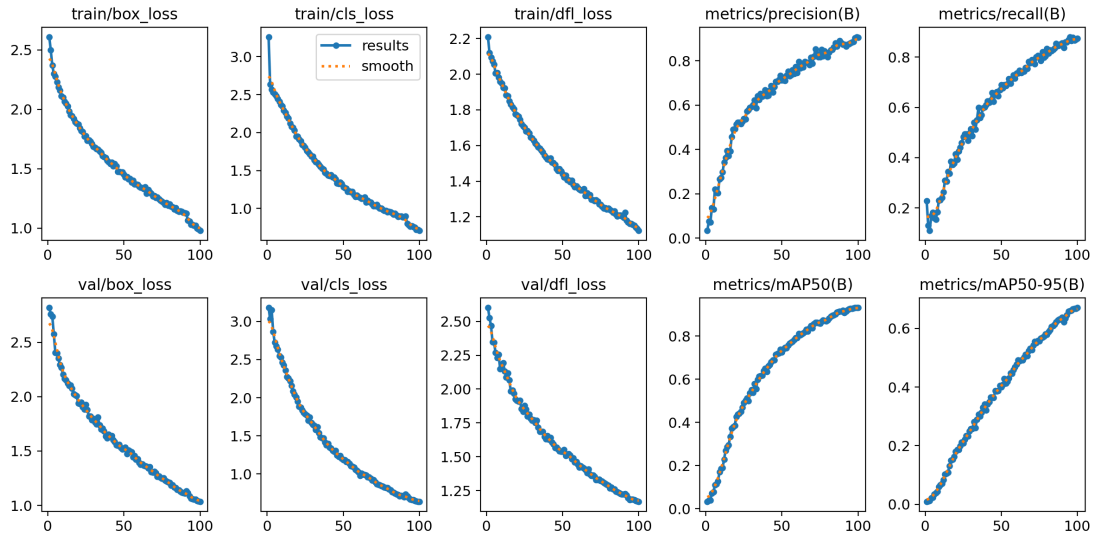 train/box_loss
train/cls_loss
train/dfl_loss
metrics/precision(B)
metrics/recall(B)
results
smooth
2.5
2.0
1.5
1.0
0 50 100
3.0
2.5
2.0
1.5
1.0
0 50 100
2.2
2.0
1.8
1.6
1.4
1.2
0 50 100
0.8
0.6
0.4
0.2
0.0
0 50 100
0.8
0.6
0.4
0.2
0 50 100
val/box_loss
val/cls_loss
val/dfl_loss
metrics/mAP50(B)
metrics/mAP50-95(B)
2.5
2.0
1.5
1.0
0 50 100
3.0
2.5
2.0
1.5
1.0
0 50 100
2.50
2.25
2.00
1.75
1.50
1.25
0 50 100
0.8
0.6
0.4
0.2
0.0
0 50 100
0.6
0.4
0.2
0.0
0 50 100